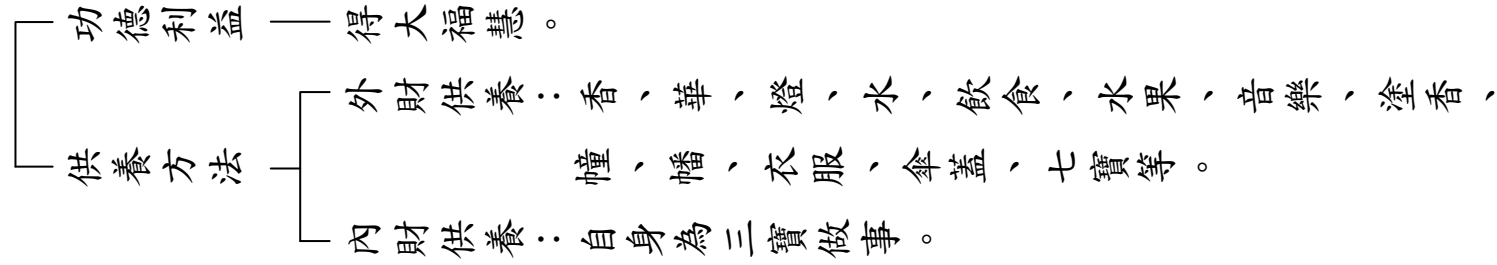 功德利益 得大福慧。
供養方法
外財供養：香、華、燈、水、飲食、水果、音樂、塗香、
幢、幡、衣服、傘蓋、七寶等。
內財供養：自身為三寶做事。